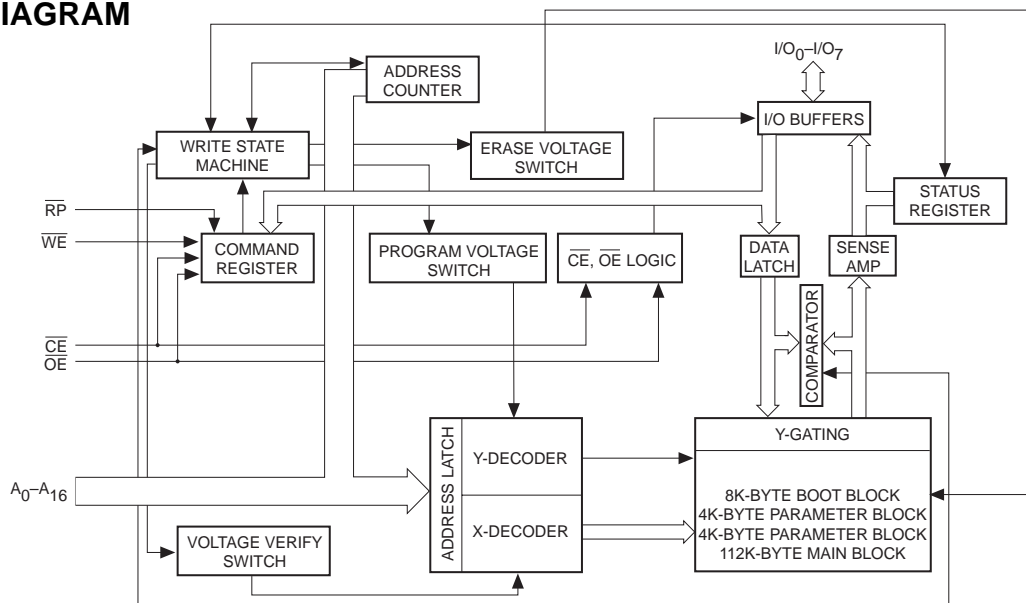 IAGRAM
I/O0–I/O7
ADDRESS
COUNTER
I/O BUFFERS
WRITE STATE
MACHINE
ERASE VOLTAGE
SWITCH
STATUS
REGISTER
RP
WE
COMMAND
REGISTER
PROGRAM VOLTAGE
SWITCH
CE, OE LOGIC
DATA
LATCH
SENSE
AMP
COMPARATOR
CE
OE
A0–A16
ADDRESS LATCH
Y-DECODER
X-DECODER
Y-GATING
8K-BYTE BOOT BLOCK
4K-BYTE PARAMETER BLOCK
4K-BYTE PARAMETER BLOCK
112K-BYTE MAIN BLOCK
VOLTAGE VERIFY
SWITCH